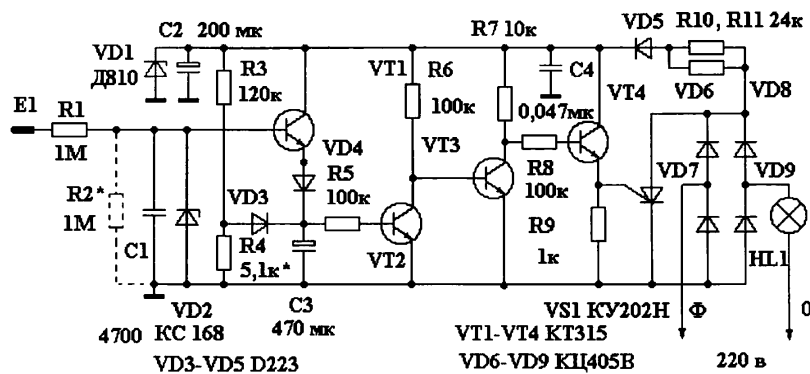 C2 200 мк
R7 10к
VD5
R10, R11 24к
VD1
Д810
R3
120к
VT1
R6
100к
C4
0,047мк
VT4
VD6
VD8
E1
R1
1М
VD4
VT3
R2*
1М
R5
100к
R8
100к
VD7
VD9
VD3
C1
R4
5,1к*
VT2
R9
1к
HL1
VD2
C3
VS1 КУ202Н
Ф
0
4700
КС 168
470 мк
VT1-VT4 КТ315
VD3-VD5 D223
VD6-VD9 КЦ405В
220 в